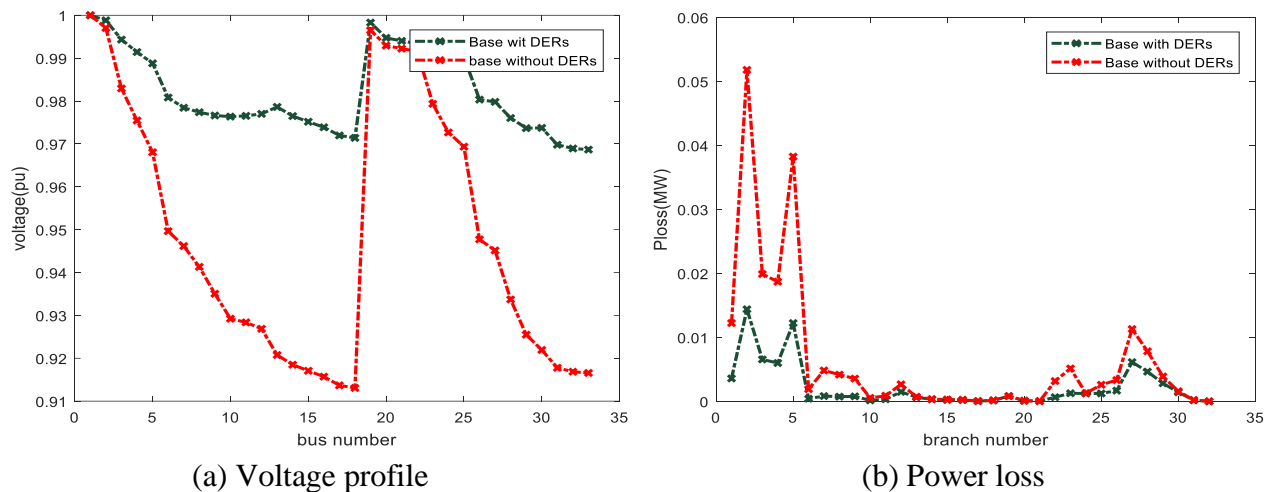 1
0.99
0.98
0.97
0.96
0.95
0.94
0.93
0.92
0.91
voltage(pu)
0 5 10 15 20 25 30 35
bus number
Base wit DERs
base without DERs
(a) Voltage profile
0.06
0.05
0.04
0.03
0.02
0.01
0
Ploss(MW)
0 5 10 15 20 25 30 35
branch number
Base with DERs
Base without DERs
(b) Power loss